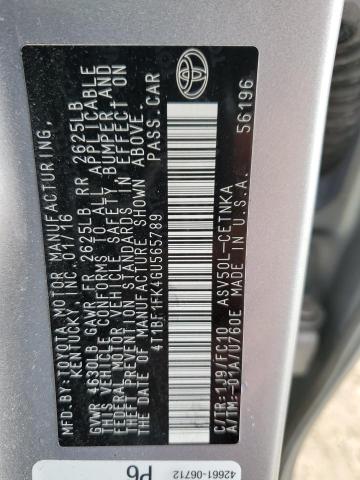 MFD. BY: TOYOTA MOTOR MANUFACTURING,
KENTUCKY, INC. 01/16
GVWR 4630LB GAWR FR 2625LB RR 2625LB
THIS VEHICLE CONFORMS TO ALL APPLICABLE
FEDERAL MOTOR VEHICLE SAFETY, BUMPER, AND
THEFT PREVENTION STANDARDS IN EFFECT ON
THE DATE OF MANUFACTURE SHOWN ABOVE.
4T1BF1FK4GU565789 PASS.CAR
C/TR:1J9/FC10 ASV50L-CETNKA
A/TM:-01A/U760E MADE IN U.S.A.
56196
42661-06712
P6